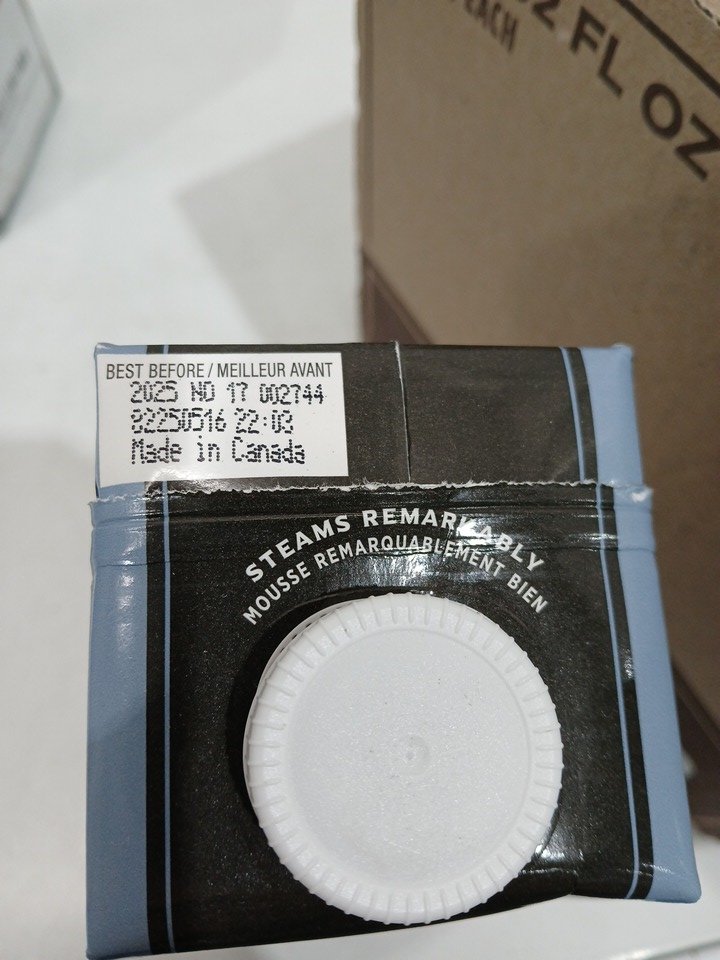 EACH
FL OZ
BEST BEFORE / MEILLEUR AVANT
2025 NO 17 002744
82250516 22:03
Made in Canada
STEAMS REMARKABLY
MOUSSE REMARQUABLEMENT BIEN